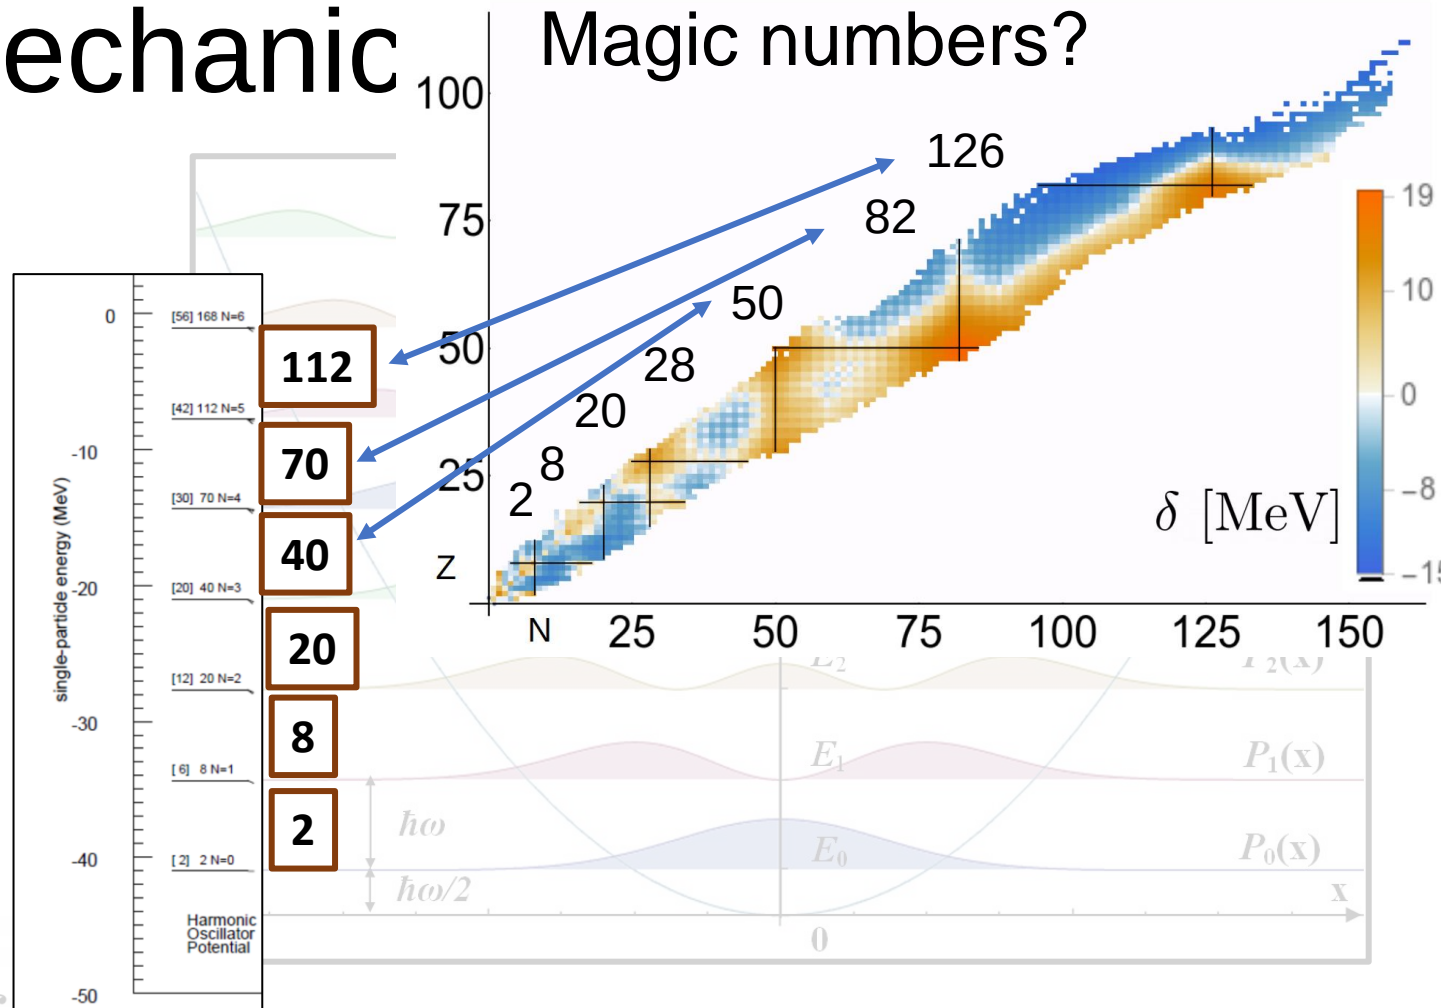 echanic
Magic numbers?
100
75
50
25
Z
N
25
50
75
100
125
150
126
82
50
28
20
8
2
19
10
0
−8
δ [MeV]
single-particle energy (MeV)
0
-10
-20
-30
-40
-50
[56] 168 N=6
[42] 112 N=5
[30] 70 N=4
[20] 40 N=3
[12] 20 N=2
[ 6] 8 N=1
[ 2] 2 N=0
Harmonic
Oscillator
Potential
112
70
40
20
8
2
ħω
ħω/2
E2
E1
E0
P2(x)
P1(x)
P0(x)
x
0